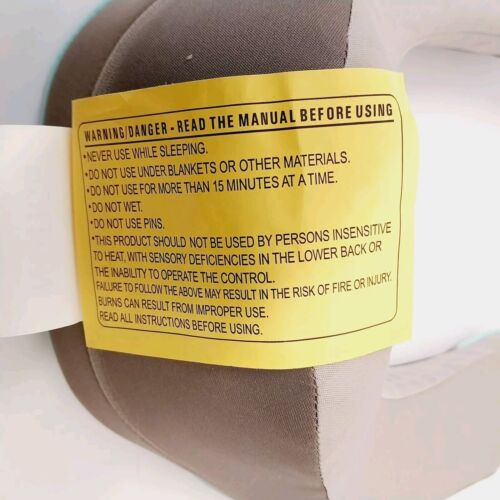 WARNING/DANGER - READ THE MANUAL BEFORE USING
•NEVER USE WHILE SLEEPING.
•DO NOT USE UNDER BLANKETS OR OTHER MATERIALS.
•DO NOT USE FOR MORE THAN 15 MINUTES AT A TIME.
•DO NOT WET.
•DO NOT USE PINS.
•THIS PRODUCT SHOULD NOT BE USED BY PERSONS INSENSITIVE
TO HEAT, WITH SENSORY DEFICIENCIES IN THE LOWER BACK OR
THE INABILITY TO OPERATE THE CONTROL.
FAILURE TO FOLLOW THE ABOVE MAY RESULT IN THE RISK OF FIRE OR INJURY.
BURNS CAN RESULT FROM IMPROPER USE.
READ ALL INSTRUCTIONS BEFORE USING.